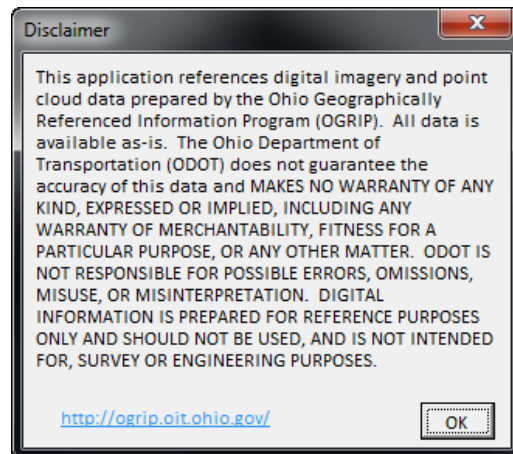 Disclaimer
x
This application references digital imagery and point
cloud data prepared by the Ohio Geographically
Referenced Information Program (OGRIP).  All data is
available as-is.  The Ohio Department of
Transportation (ODOT) does not guarantee the
accuracy of this data and MAKES NO WARRANTY OF ANY
KIND, EXPRESSED OR IMPLIED, INCLUDING ANY
WARRANTY OF MERCHANTABILITY, FITNESS FOR A
PARTICULAR PURPOSE, OR ANY OTHER MATTER.  ODOT IS
NOT RESPONSIBLE FOR POSSIBLE ERRORS, OMISSIONS,
MISUSE, OR MISINTERPRETATION.  DIGITAL
INFORMATION IS PREPARED FOR REFERENCE PURPOSES
ONLY AND SHOULD NOT BE USED, AND IS NOT INTENDED
FOR, SURVEY OR ENGINEERING PURPOSES.
http://ogrip.oit.ohio.gov/
OK